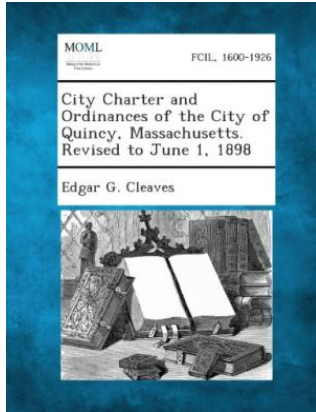 MOML
FCIL, 1600-1926
City Charter and
Ordinances of the City of
Quincy, Massachusetts.
Revised to June 1, 1898
Edgar G. Cleaves